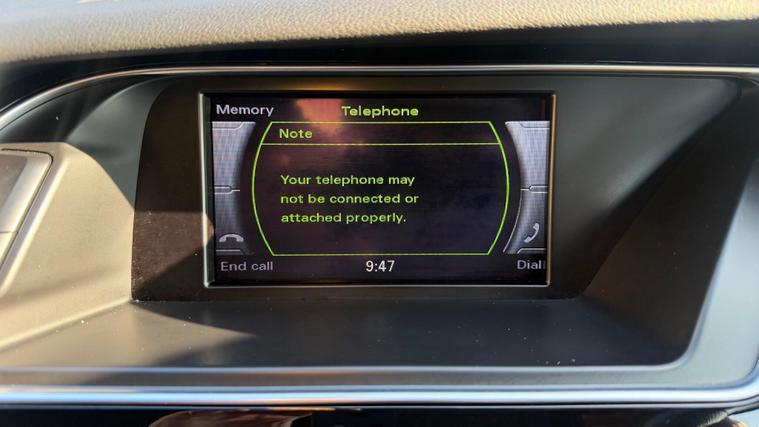 Memory
Telephone
Note
Your telephone may
not be connected or
attached properly.
End call
9:47
Dial